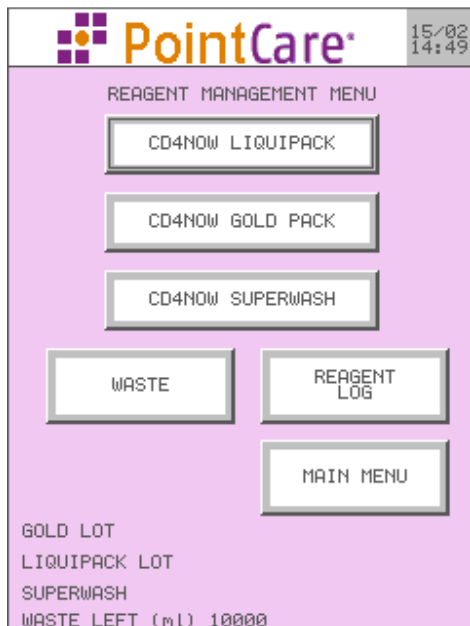 PointCare
15/02
14:49
REAGENT MANAGEMENT MENU
CD4NOW LIQUIPACK
CD4NOW GOLD PACK
CD4NOW SUPERWASH
WASTE
REAGENT
LOG
MAIN MENU
GOLD LOT
LIQUIPACK LOT
SUPERWASH
WASTE LEFT (ml) 10000